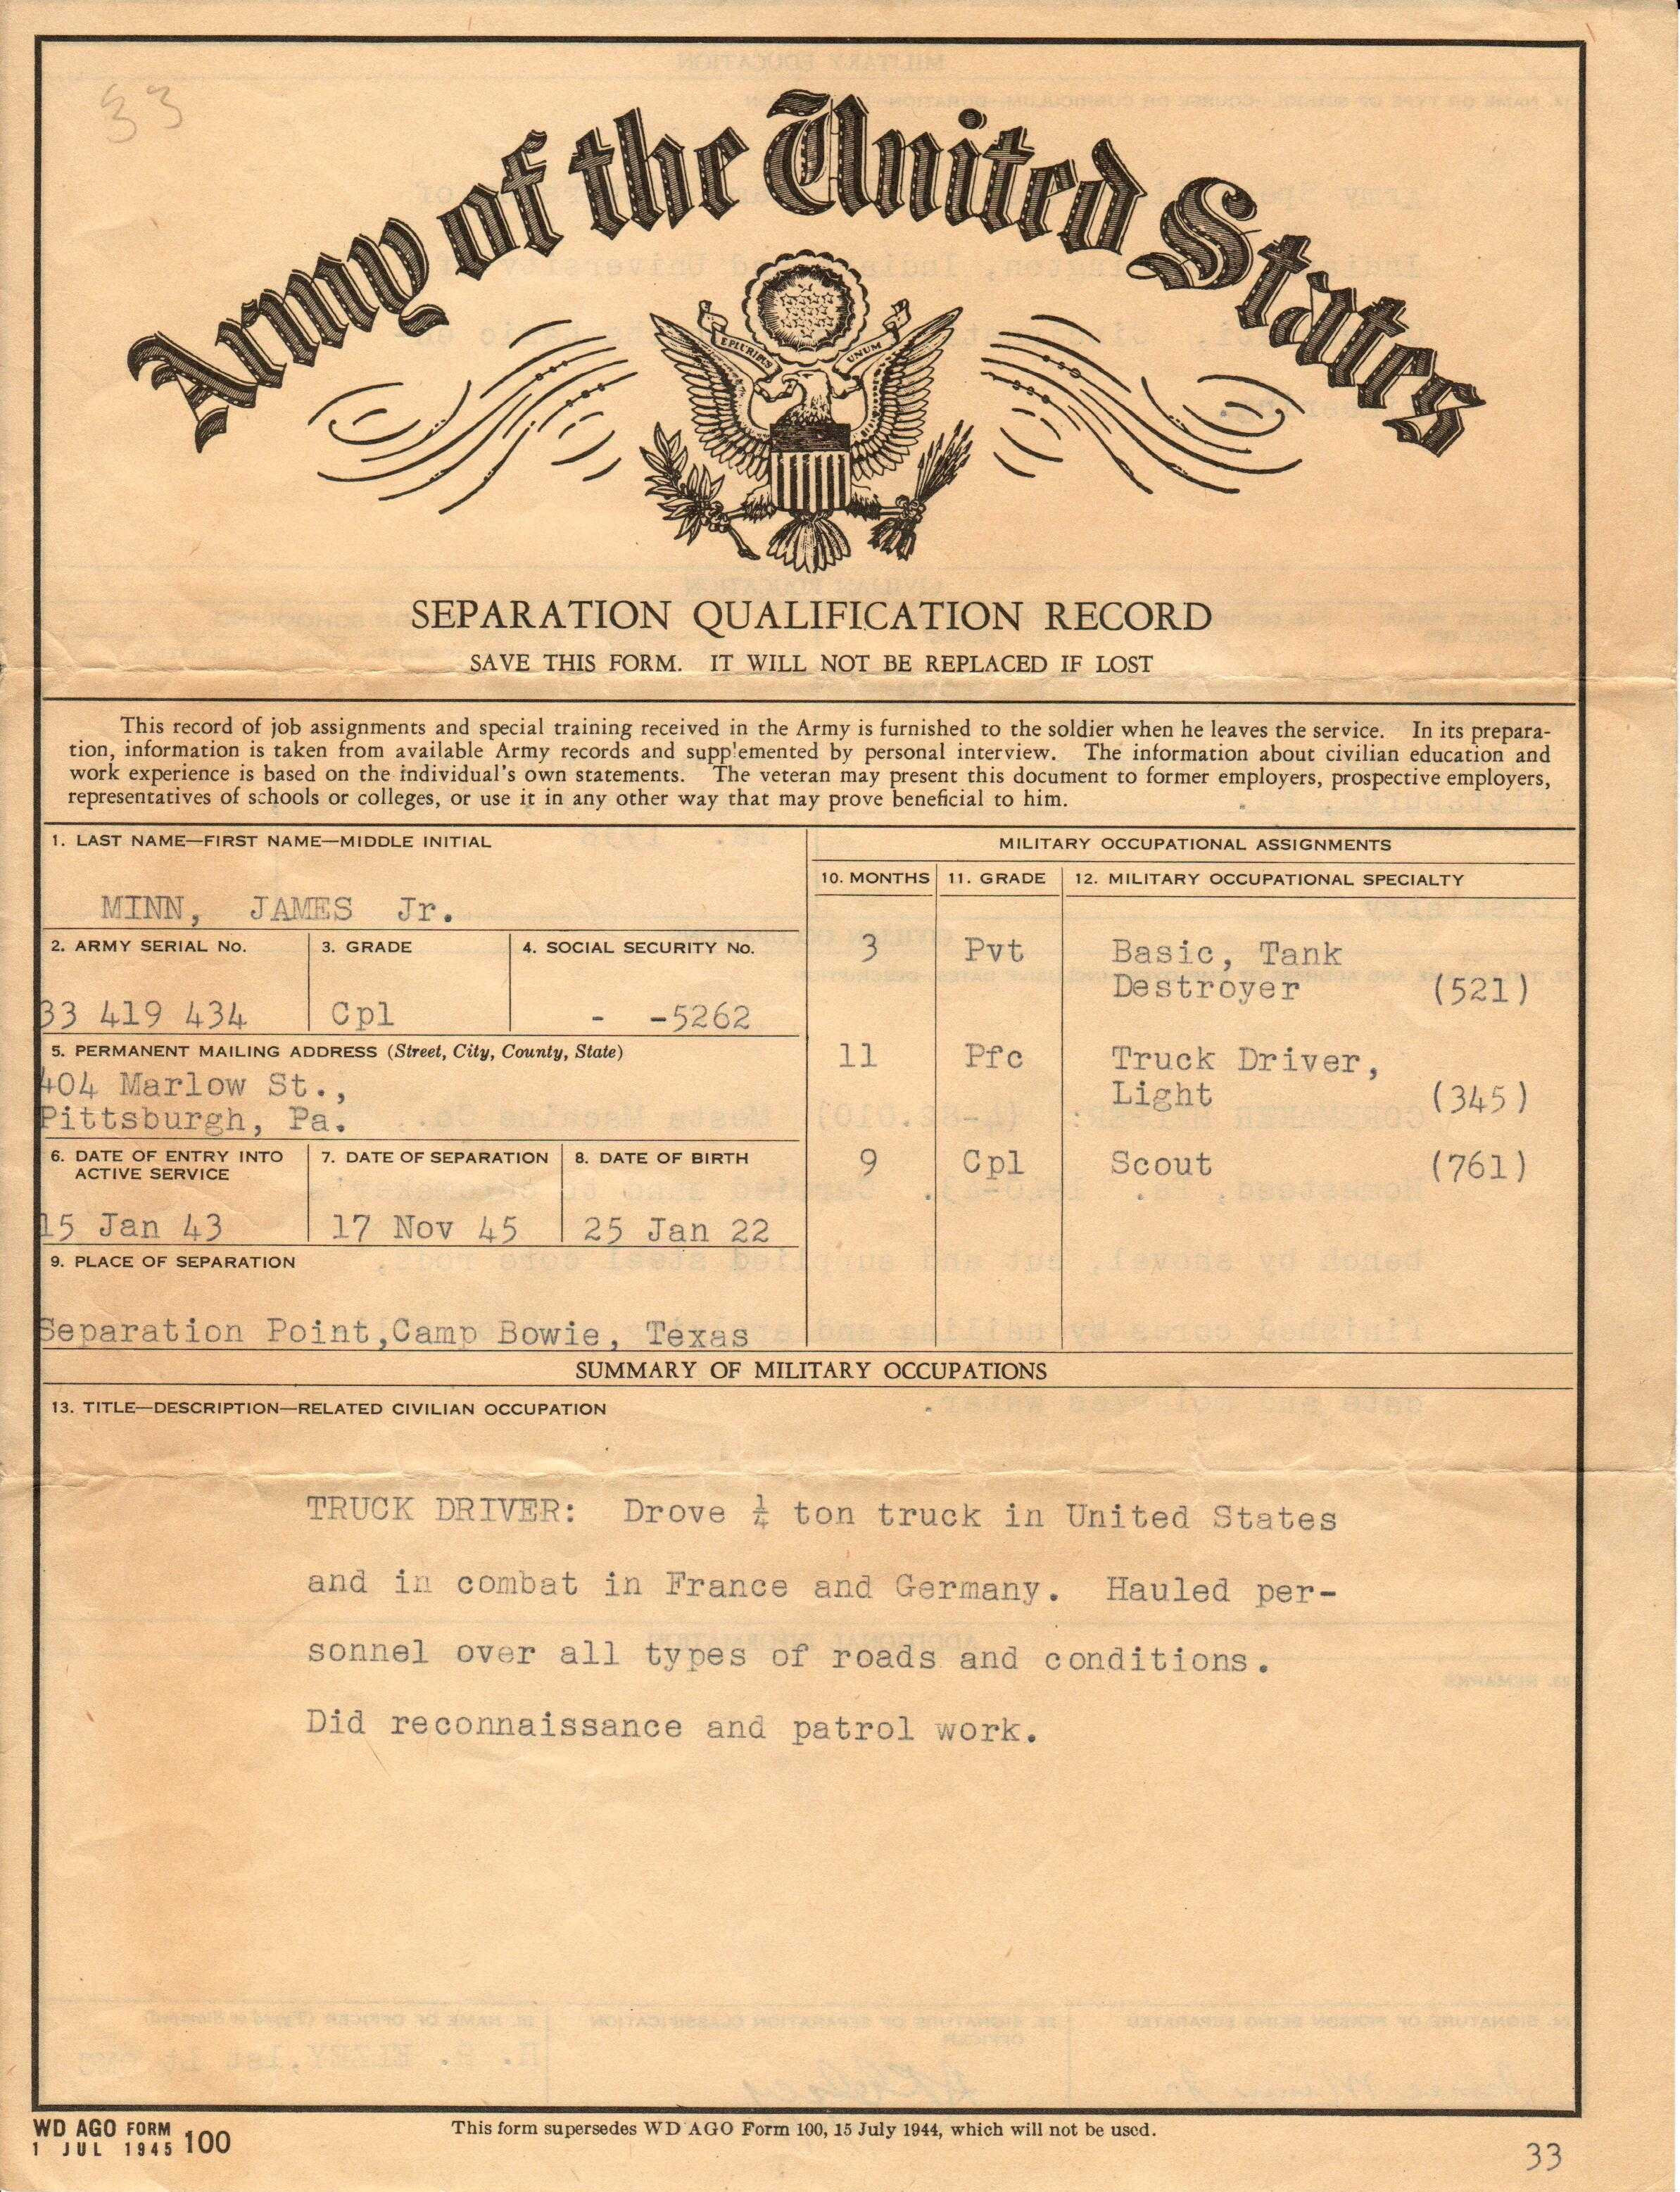 33
Army of the United States
E PLURIBUS UNUM
SEPARATION QUALIFICATION RECORD
SAVE THIS FORM. IT WILL NOT BE REPLACED IF LOST
This record of job assignments and special training received in the Army is furnished to the soldier when he leaves the service. In its prepara-
tion, information is taken from available Army records and supplemented by personal interview. The information about civilian education and
work experience is based on the individual's own statements. The veteran may present this document to former employers, prospective employers,
representatives of schools or colleges, or use it in any other way that may prove beneficial to him.
1. LAST NAME—FIRST NAME—MIDDLE INITIAL
MINN, JAMES Jr.
2. ARMY SERIAL No. 3. GRADE 4. SOCIAL SECURITY No.
33 419 434 Cpl - -5262
5. PERMANENT MAILING ADDRESS (Street, City, County, State)
404 Marlow St.,
Pittsburgh, Pa.
6. DATE OF ENTRY INTO ACTIVE SERVICE 7. DATE OF SEPARATION 8. DATE OF BIRTH
15 Jan 43 17 Nov 45 25 Jan 22
9. PLACE OF SEPARATION
Separation Point,Camp Bowie, Texas
MILITARY OCCUPATIONAL ASSIGNMENTS
10. MONTHS 11. GRADE 12. MILITARY OCCUPATIONAL SPECIALTY
3 Pvt Basic, Tank
Destroyer (521)
11 Pfc Truck Driver,
Light (345)
9 Cpl Scout (761)
SUMMARY OF MILITARY OCCUPATIONS
13. TITLE—DESCRIPTION—RELATED CIVILIAN OCCUPATION
TRUCK DRIVER: Drove ¼ ton truck in United States
and in combat in France and Germany. Hauled per-
sonnel over all types of roads and conditions.
Did reconnaissance and patrol work.
WD AGO FORM 100
1 JUL 1945
This form supersedes WD AGO Form 100, 15 July 1944, which will not be used.
33